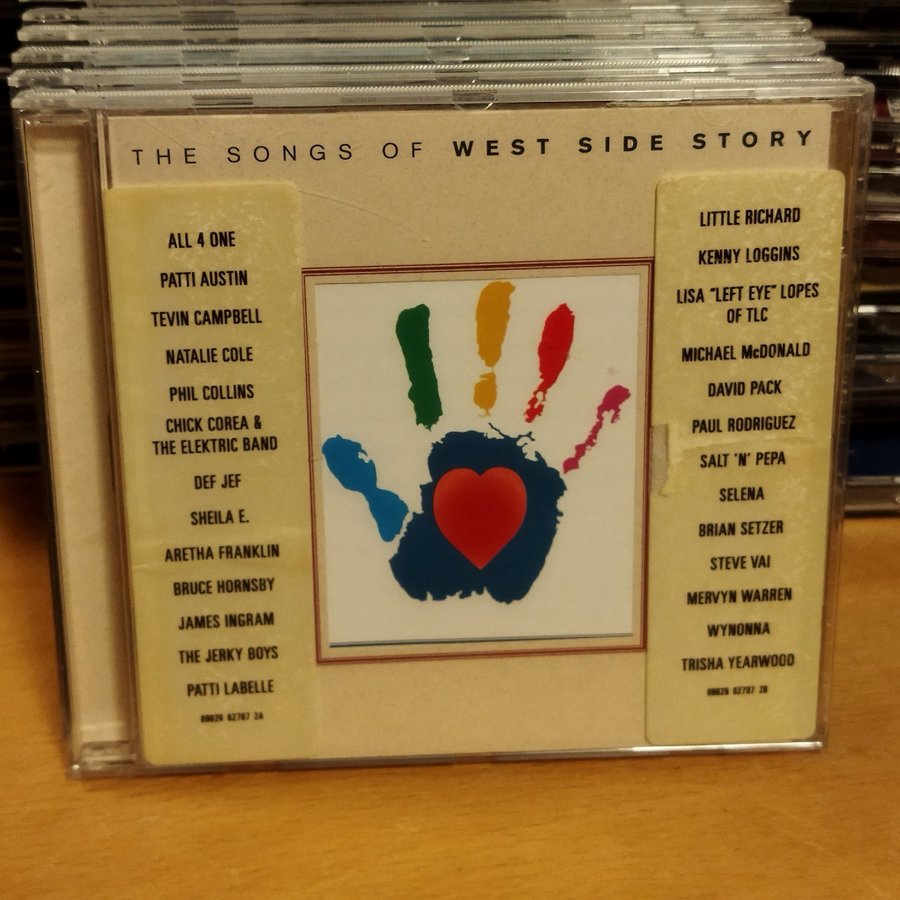 THE SONGS OF WEST SIDE STORY
ALL 4 ONE
PATTI AUSTIN
TEVIN CAMPBELL
NATALIE COLE
PHIL COLLINS
CHICK COREA &
THE ELEKTRIC BAND
DEF JEF
SHEILA E.
ARETHA FRANKLIN
BRUCE HORNSBY
JAMES INGRAM
THE JERKY BOYS
PATTI LABELLE
09026 62707 2A
LITTLE RICHARD
KENNY LOGGINS
LISA "LEFT EYE" LOPES
OF TLC
MICHAEL McDONALD
DAVID PACK
PAUL RODRIGUEZ
SALT 'N' PEPA
SELENA
BRIAN SETZER
STEVE VAI
MERVYN WARREN
WYNONNA
TRISHA YEARWOOD
09026 62707 2B